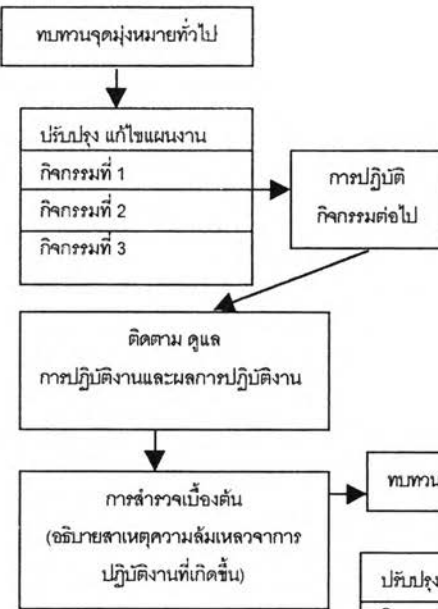 ทบทวนจุดมุ่งหมายทั่วไป
ปรับปรุง แก้ไขแผนงาน
กิจกรรมที่ 1
กิจกรรมที่ 2
กิจกรรมที่ 3
การปฏิบัติ
กิจกรรมต่อไป
ติดตาม ดูแล
การปฏิบัติงานและผลการปฏิบัติงาน
การสำรวจเบื้องต้น
(อธิบายสาเหตุความล้มเหลวจากการ
ปฏิบัติงานที่เกิดขึ้น)
ทบทวน
ปรับปรุง